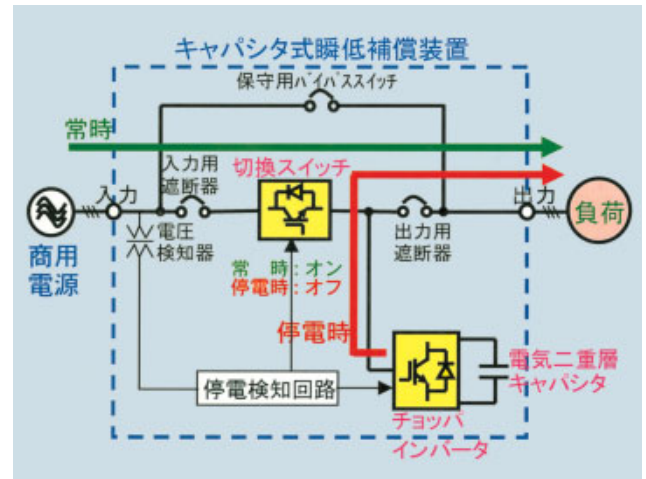 キャパシタ式瞬低補償装置
保守用バイパススイッチ
常時
入力用
遮断器
切換スイッチ
入力
出力
負荷
商用
電源
電圧
検知器
出力用
遮断器
常　時：オン
停電時：オフ
停電時
停電検知回路
電気二重層
キャパシタ
チョッパ
インバータ